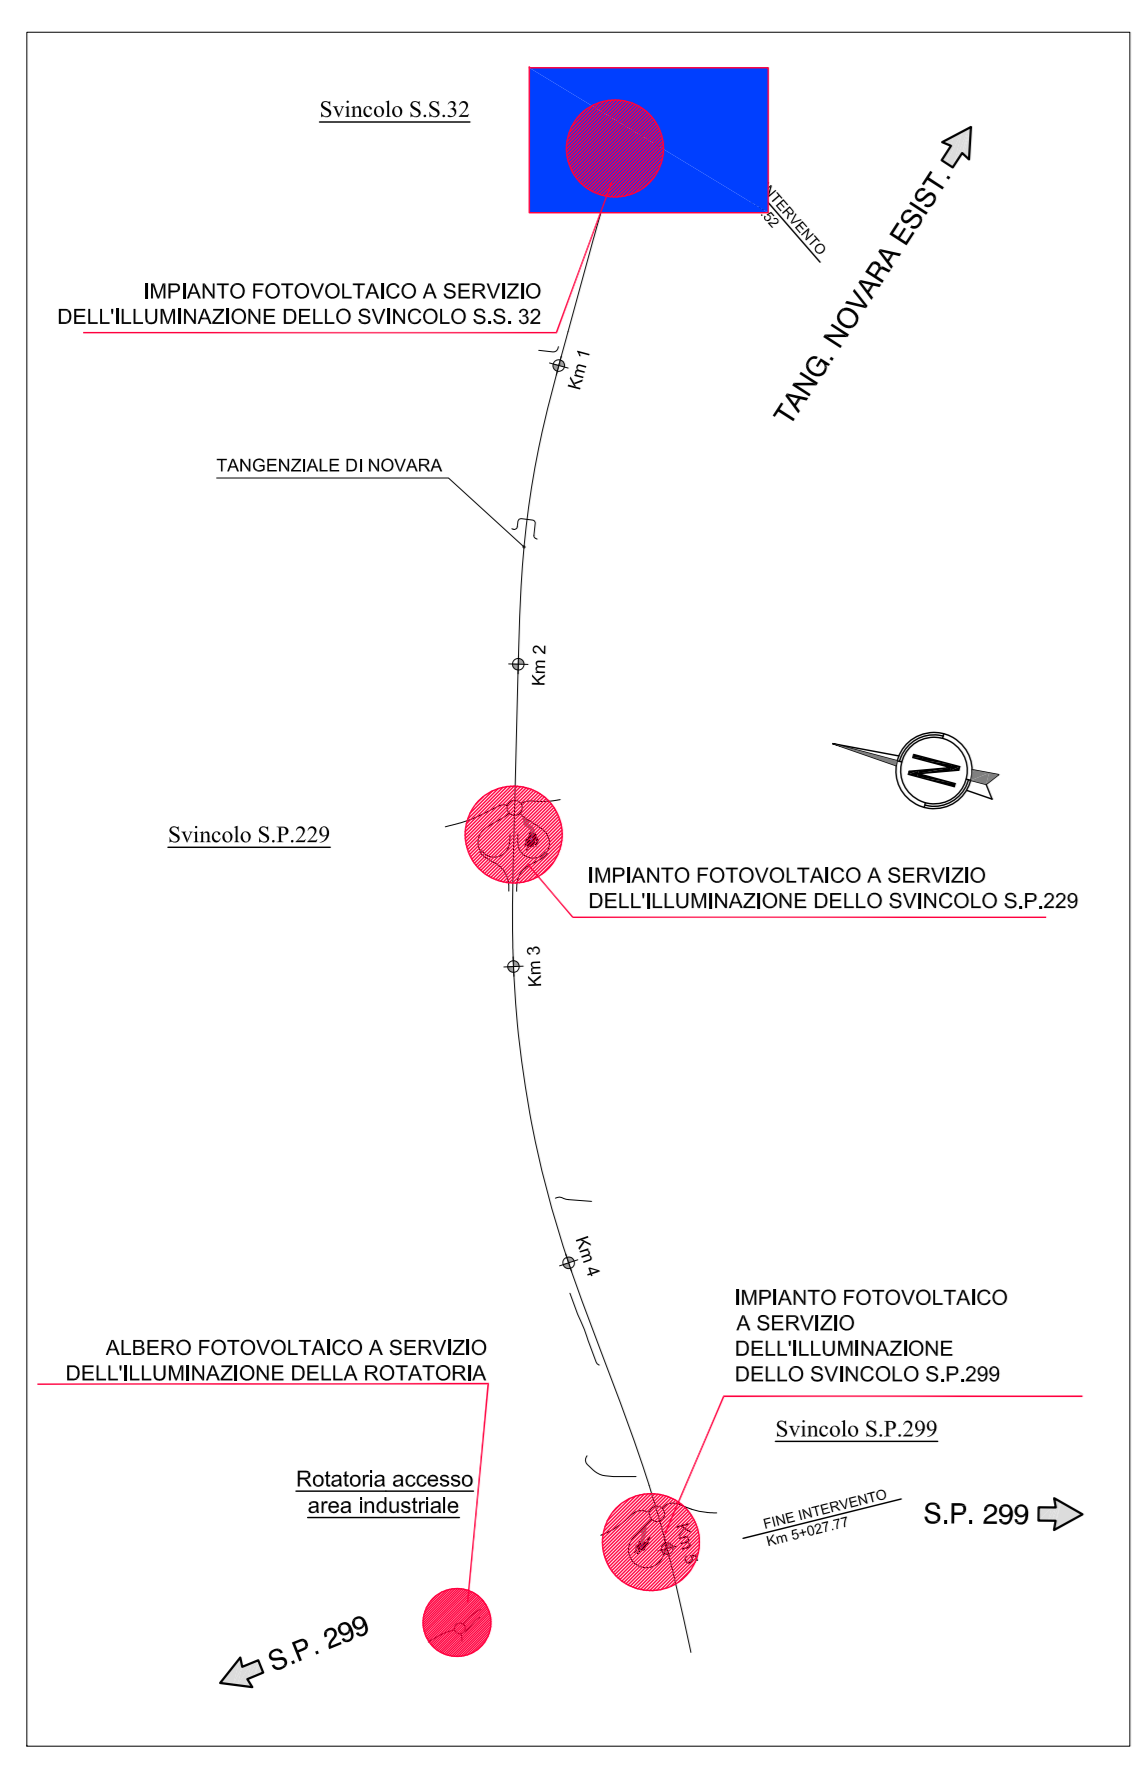 Svincolo S.S.32
NTERVENTO
.52
TANG. NOVARA ESIST.
IMPIANTO FOTOVOLTAICO A SERVIZIO
DELL'ILLUMINAZIONE DELLO SVINCOLO S.S. 32
Km 1
TANGENZIALE DI NOVARA
Km 2
N
Svincolo S.P.229
IMPIANTO FOTOVOLTAICO A SERVIZIO
DELL'ILLUMINAZIONE DELLO SVINCOLO S.P.229
Km 3
Km 4
IMPIANTO FOTOVOLTAICO
A SERVIZIO
DELL'ILLUMINAZIONE
DELLO SVINCOLO S.P.299
ALBERO FOTOVOLTAICO A SERVIZIO
DELL'ILLUMINAZIONE DELLA ROTATORIA
Svincolo S.P.299
Rotatoria accesso
area industriale
FINE INTERVENTO
Km 5+027.77
S.P. 299
Km 5
S.P. 299